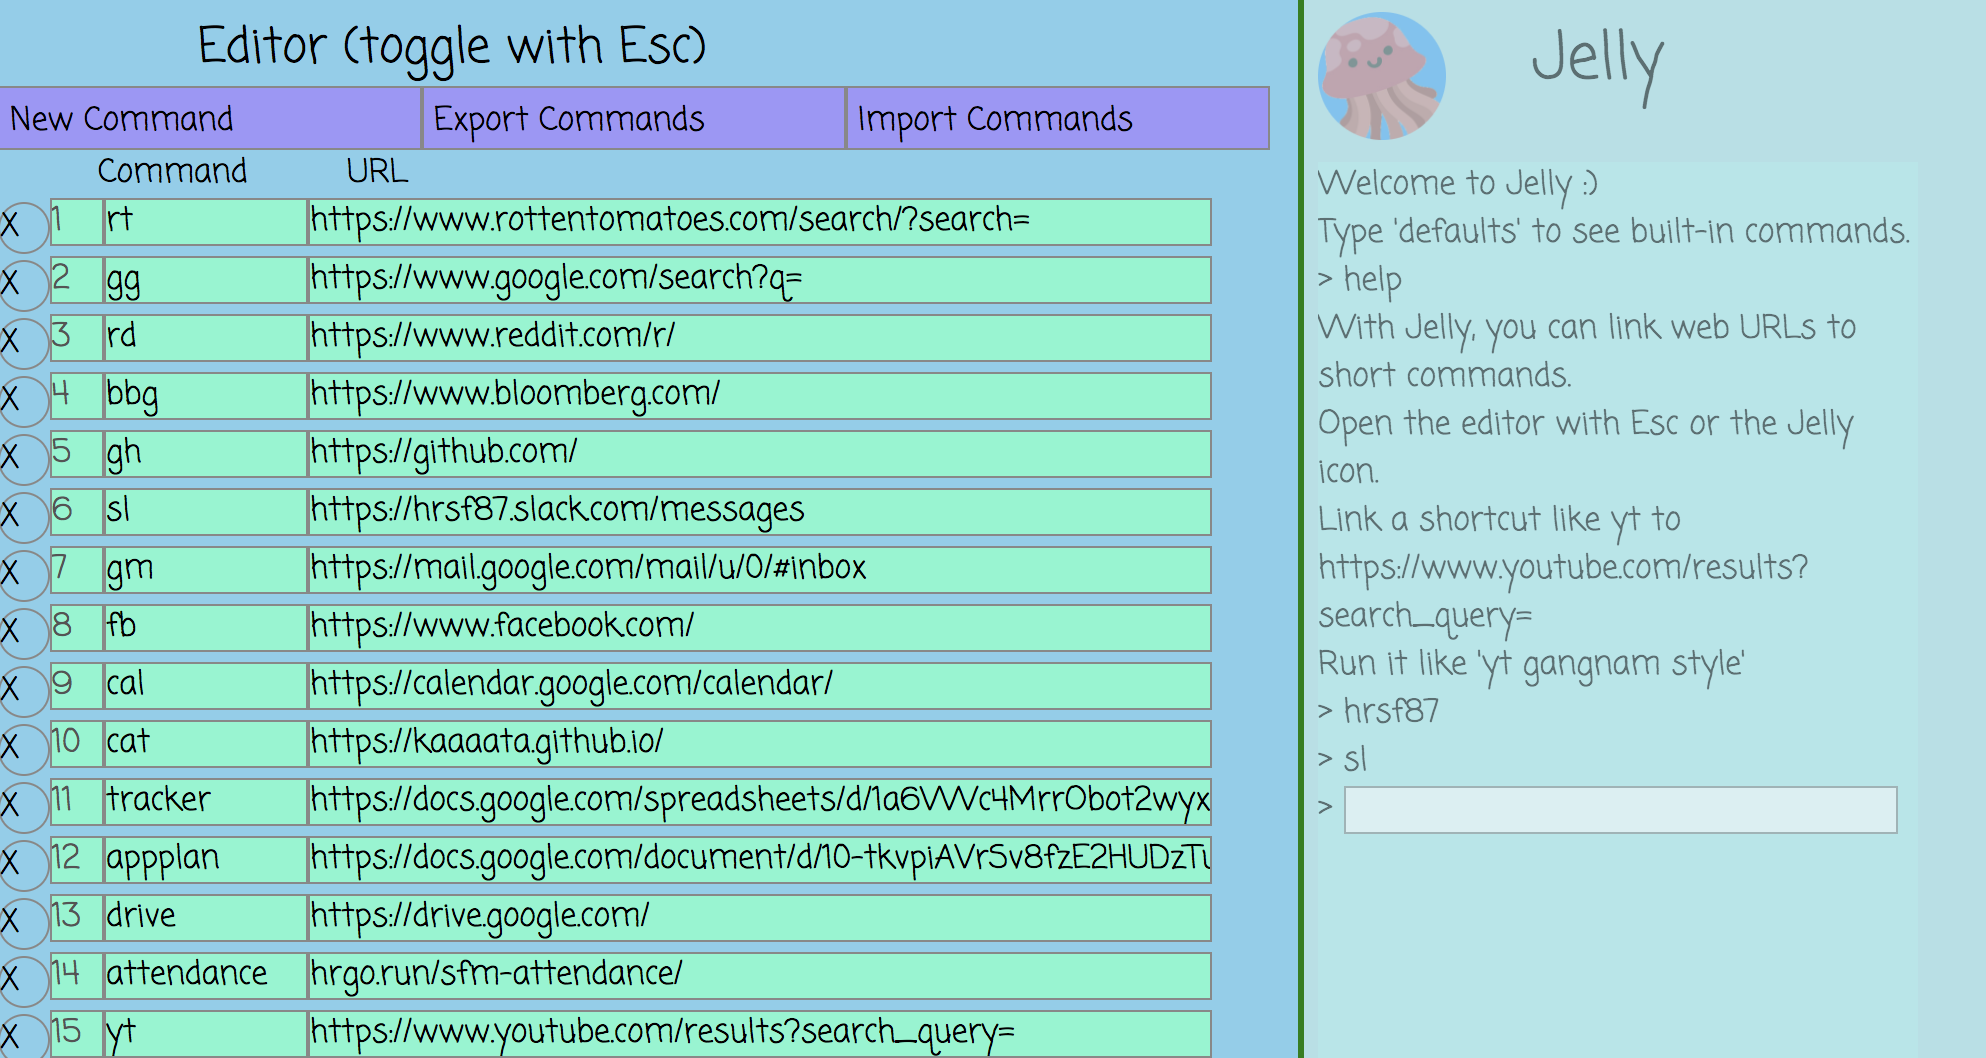 Editor (toggle with Esc)
New Command Export Commands Import Commands
Command URL
X 1 rt https://www.rottentomatoes.com/search/?search=
X 2 gg https://www.google.com/search?q=
X 3 rd https://www.reddit.com/r/
X 4 bbg https://www.bloomberg.com/
X 5 gh https://github.com/
X 6 sl https://hrsf87.slack.com/messages
X 7 gm https://mail.google.com/mail/u/0/#inbox
X 8 fb https://www.facebook.com/
X 9 cal https://calendar.google.com/calendar/
X 10 cat https://kaaaata.github.io/
X 11 tracker https://docs.google.com/spreadsheets/d/1a6VVVc4MrrObot2wyx
X 12 appplan https://docs.google.com/document/d/10-tkvpiAVrSv8fzE2HUDzTu
X 13 drive https://drive.google.com/
X 14 attendance hrgo.run/sfm-attendance/
X 15 yt https://www.youtube.com/results?search_query=
Jelly
Welcome to Jelly :)
Type 'defaults' to see built-in commands.
> help
With Jelly, you can link web URLs to
short commands.
Open the editor with Esc or the Jelly
icon.
Link a shortcut like yt to
https://www.youtube.com/results?
search_query=
Run it like 'yt gangnam style'
> hrsf87
> sl
>